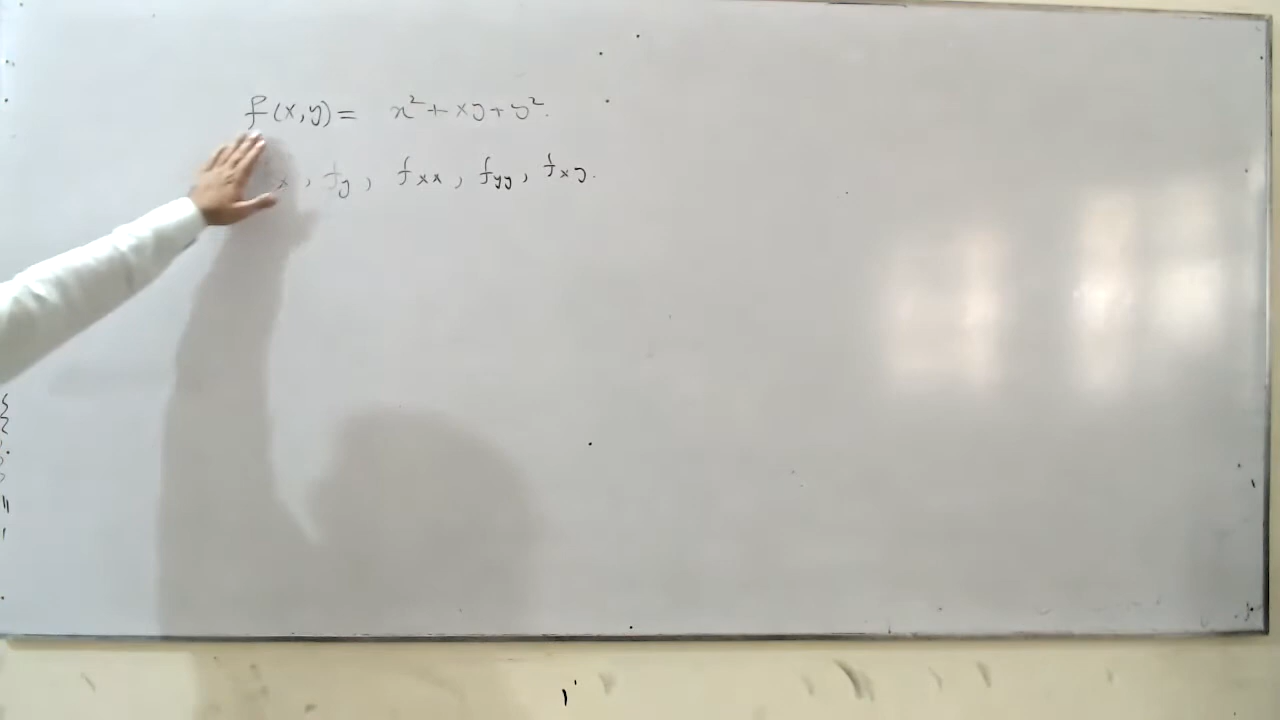 f(x,y) = x²+xy+y².
x, fy, fxx, fyy, fxy.